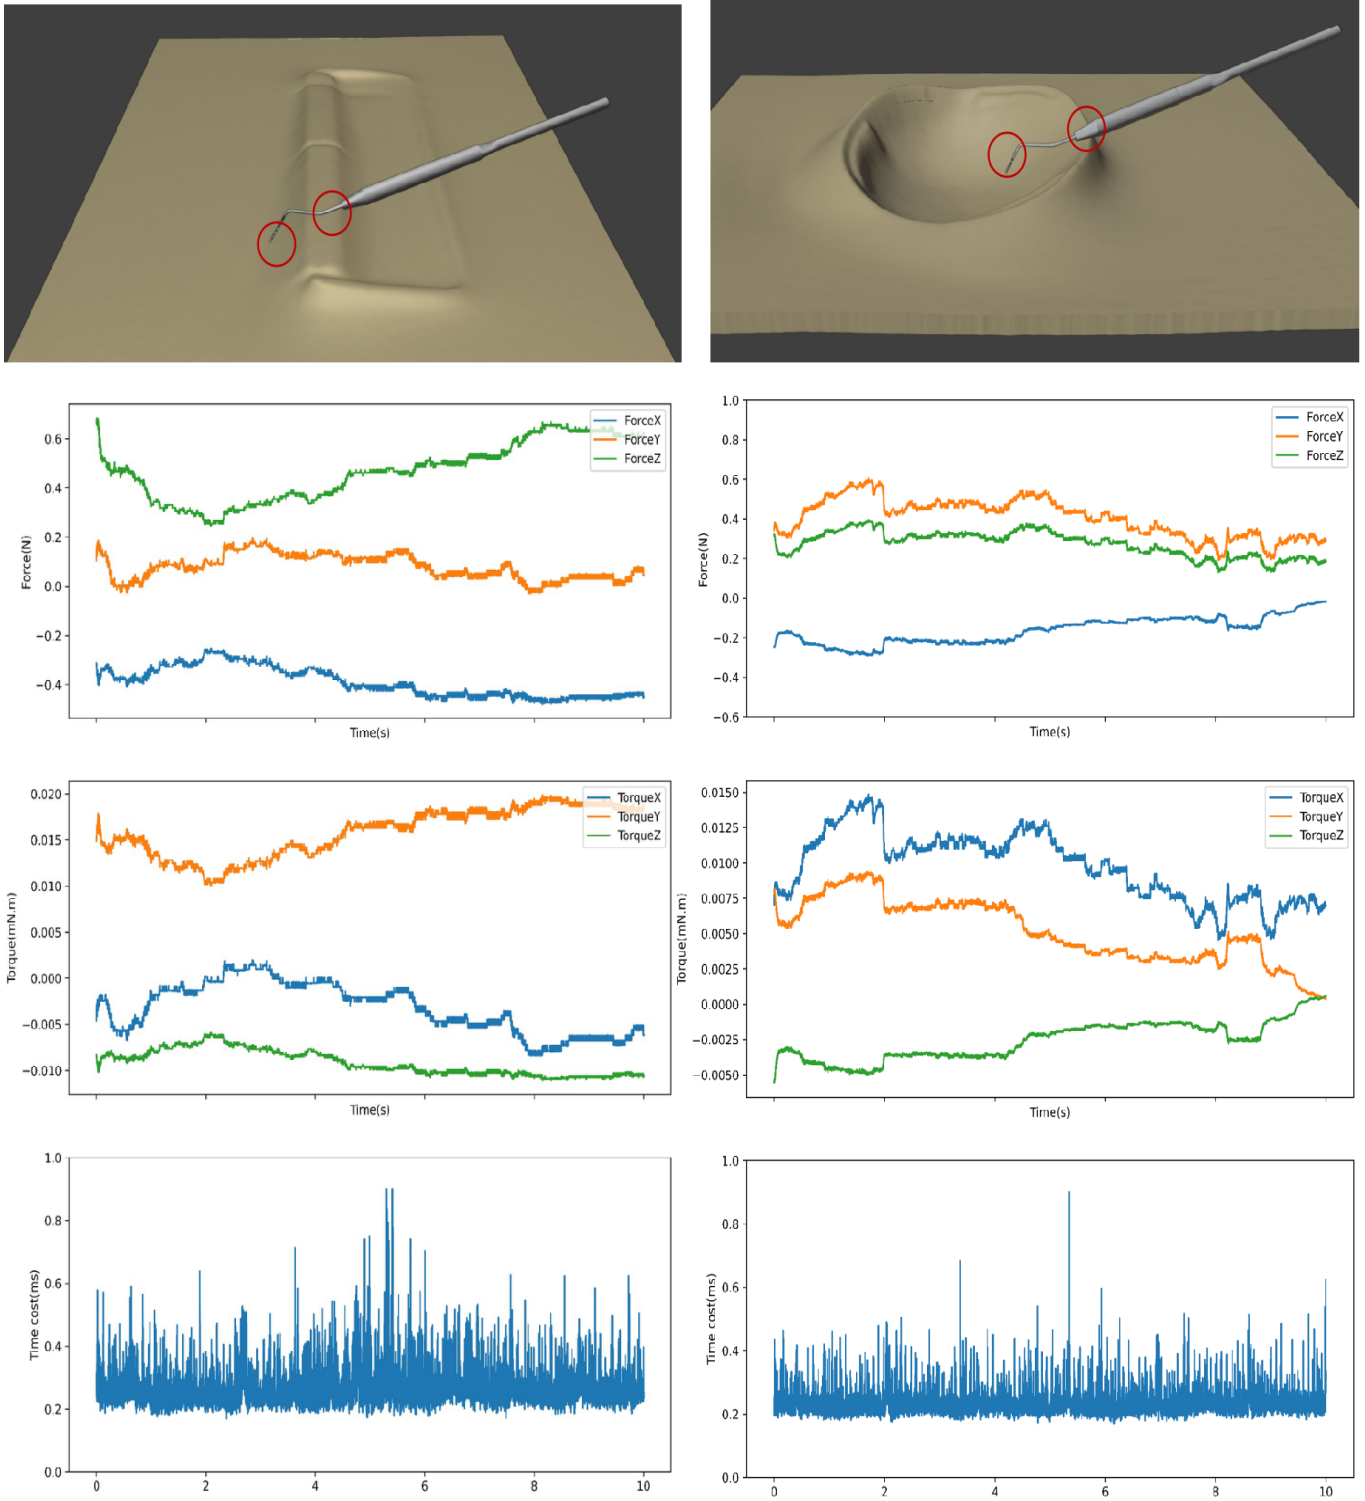 ForceX
ForceY
ForceZ
0.6
0.4
0.2
0.0
−0.2
−0.4
Force(N)
Time(s)
ForceX
ForceY
ForceZ
1.0
0.8
0.6
0.4
0.2
0.0
−0.2
−0.4
−0.6
Force(N)
Time(s)
TorqueX
TorqueY
TorqueZ
0.020
0.015
0.010
0.005
0.000
−0.005
−0.010
Torque(mN.m)
Time(s)
TorqueX
TorqueY
TorqueZ
0.0150
0.0125
0.0100
0.0075
0.0050
0.0025
0.0000
−0.0025
−0.0050
Torque(mN.m)
Time(s)
1.0
0.8
0.6
0.4
0.2
0.0
Time cost(ms)
0 2 4 6 8 10
1.0
0.8
0.6
0.4
0.2
0.0
Time cost(ms)
0 2 4 6 8 10